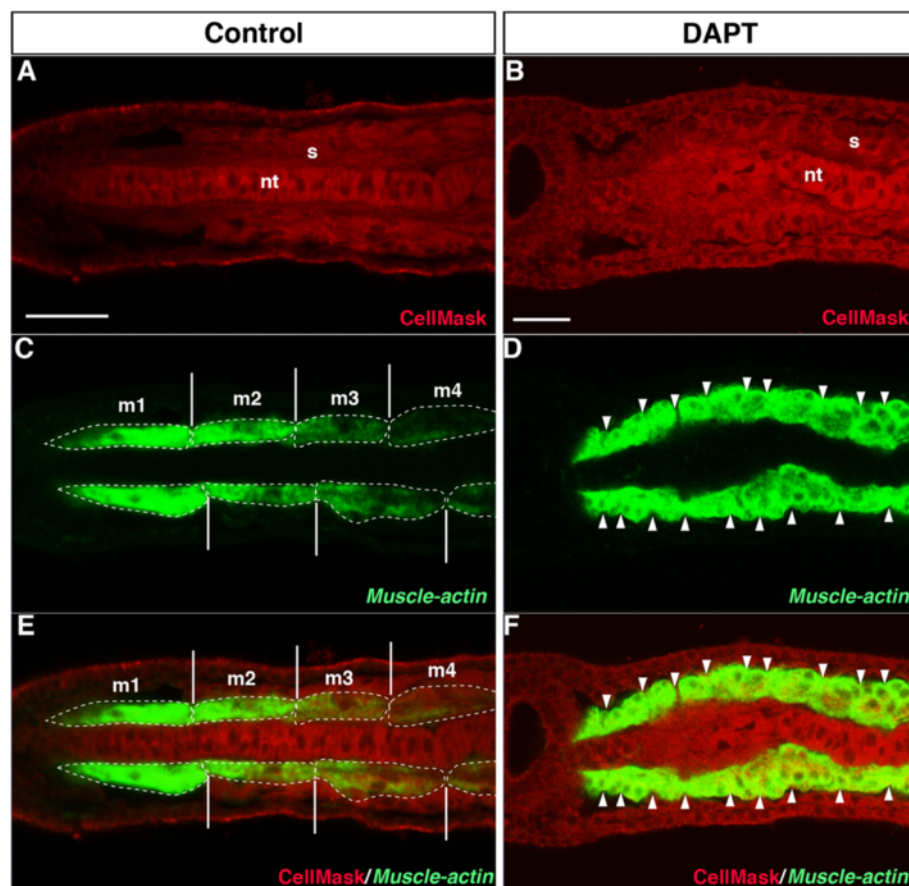 Control
DAPT
A
s
nt
CellMask
B
s
nt
CellMask
C
m1 m2 m3 m4
Muscle-actin
D
Muscle-actin
E
m1 m2 m3 m4
CellMask/Muscle-actin
F
CellMask/Muscle-actin